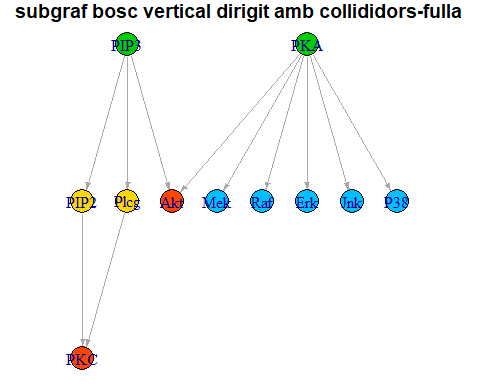 subgraf bosc vertical dirigit amb collididors-fulla
PIP3 PKA
PIP2 Plcg Akt Mek Raf Erk Jnk P38
PKC